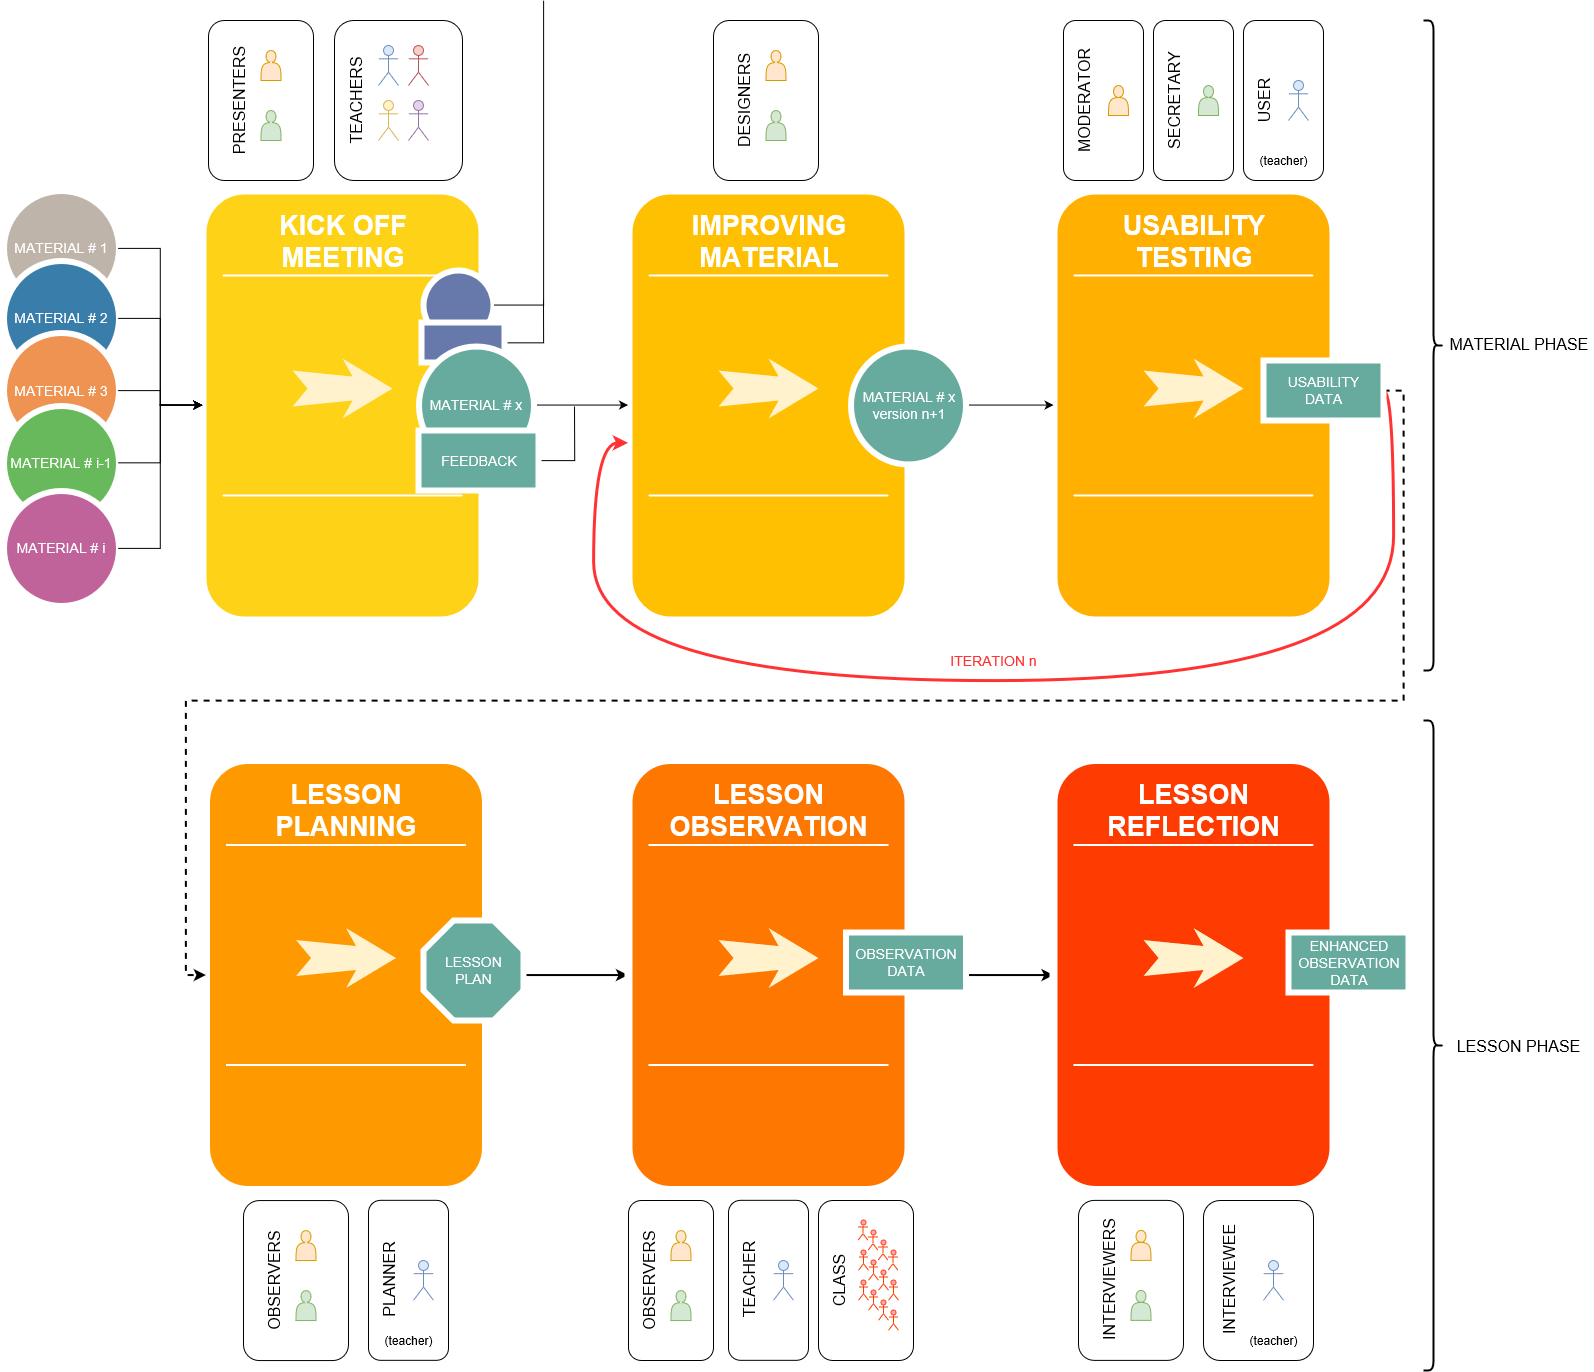 PRESENTERS
TEACHERS
DESIGNERS
MODERATOR
SECRETARY
USER
(teacher)
KICK OFF
MEETING
IMPROVING
MATERIAL
USABILITY
TESTING
MATERIAL # 1
MATERIAL # 2
MATERIAL # 3
MATERIAL # i-1
MATERIAL # i
MATERIAL # x
FEEDBACK
MATERIAL # x
version n+1
USABILITY
DATA
MATERIAL PHASE
ITERATION n
LESSON
PLANNING
LESSON
OBSERVATION
LESSON
REFLECTION
LESSON
PLAN
OBSERVATION
DATA
ENHANCED
OBSERVATION
DATA
LESSON PHASE
OBSERVERS
PLANNER
(teacher)
OBSERVERS
TEACHER
CLASS
INTERVIEWERS
INTERVIEWEE
(teacher)